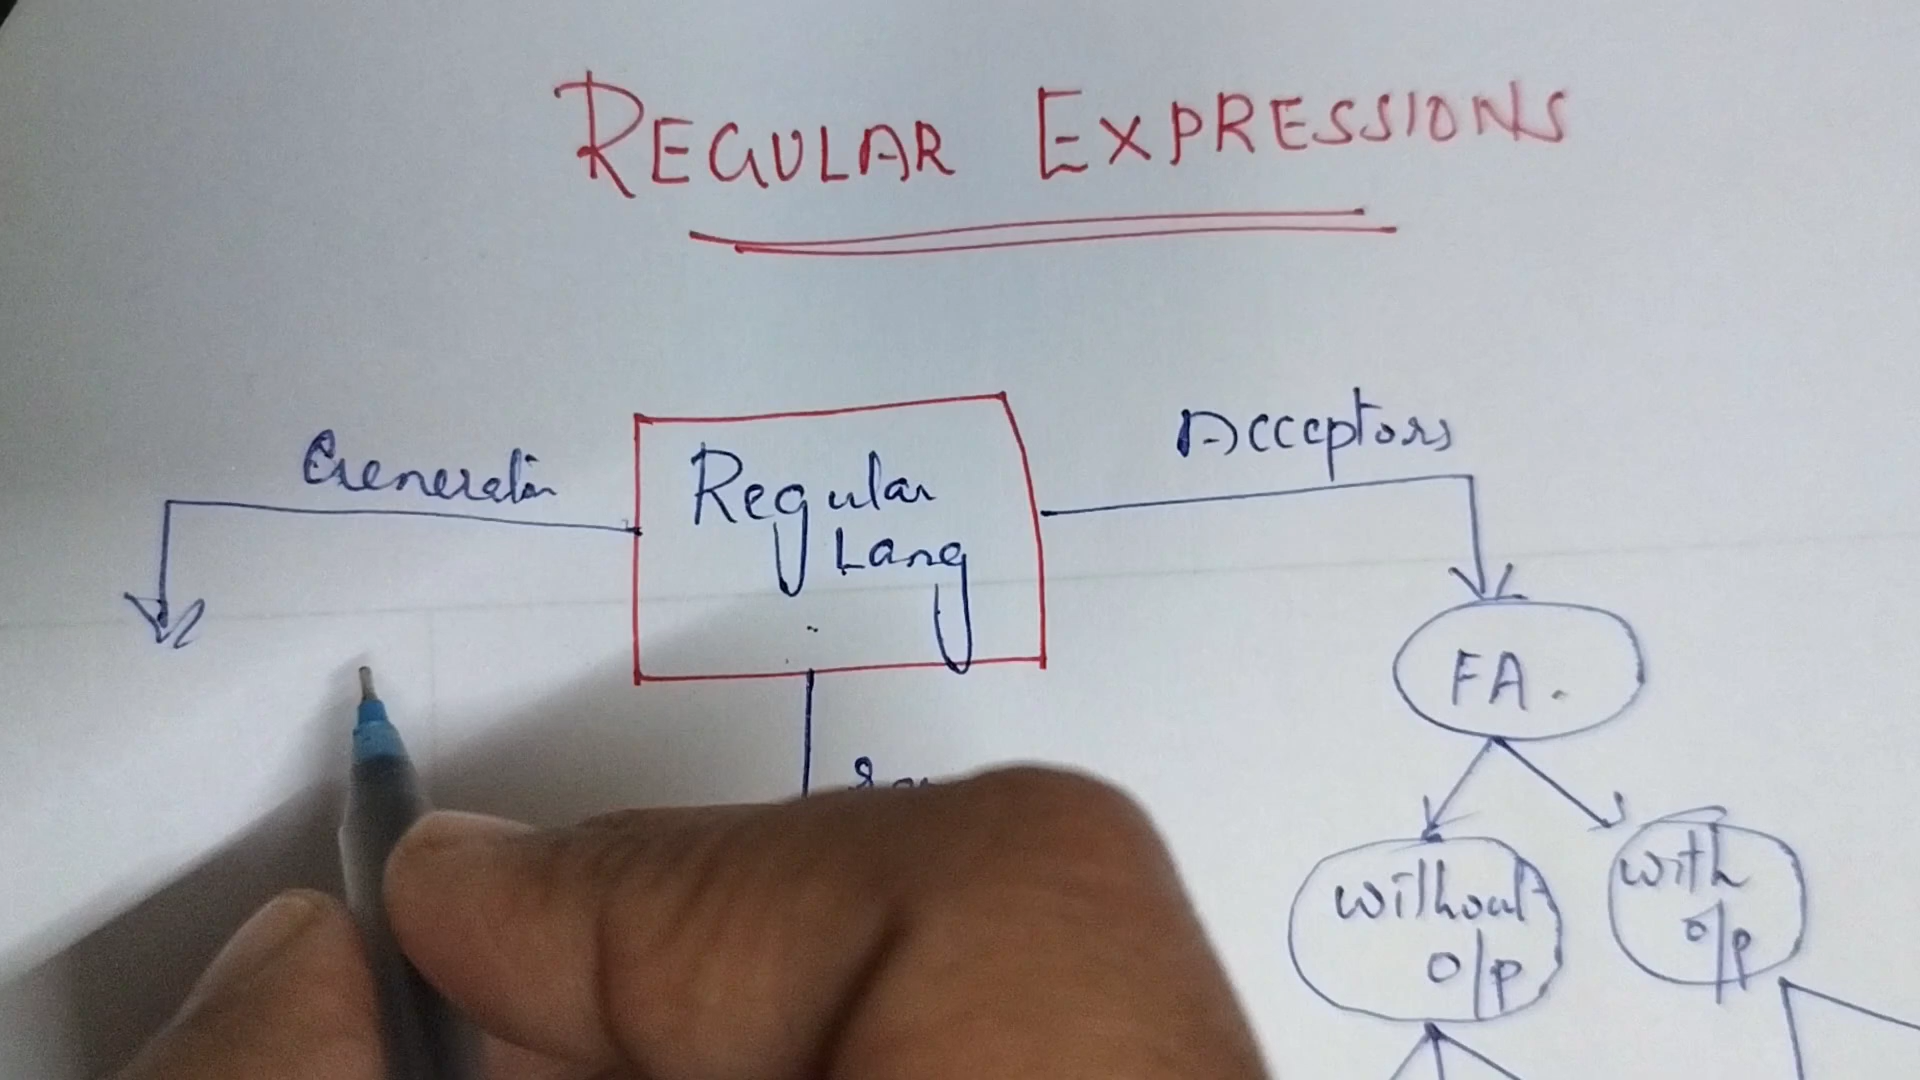 REGULAR EXPRESSIONS
Generation
Regular
Lang
Acceptors
FA.
without
o/p
with
o/p